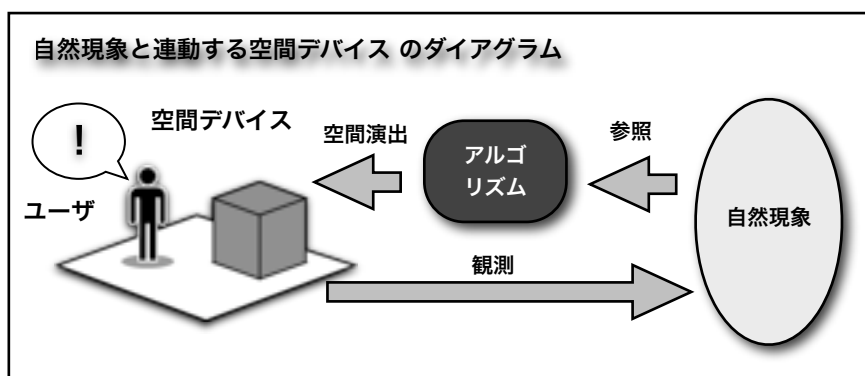 自然現象と連動する空間デバイス のダイアグラム
!
空間デバイス
ユーザ
空間演出
アルゴ
リズム
参照
自然現象
観測